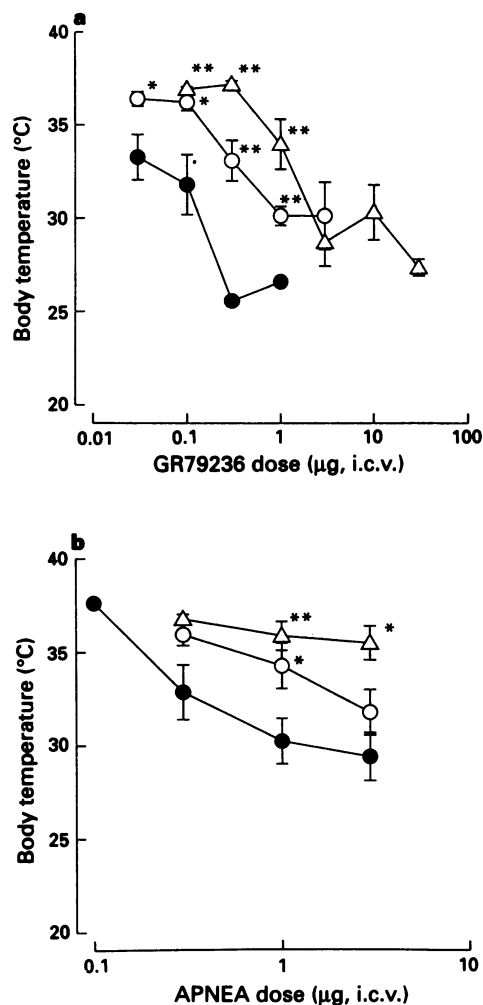 a
40
35
30
25
20
Body temperature (°C)
* ** **
* **
** **
0.01 0.1 1 10 100
GR79236 dose (μg, i.c.v.)
b
40
35
30
25
20
Body temperature (°C)
** *
*
0.1 1 10
APNEA dose (μg, i.c.v.)